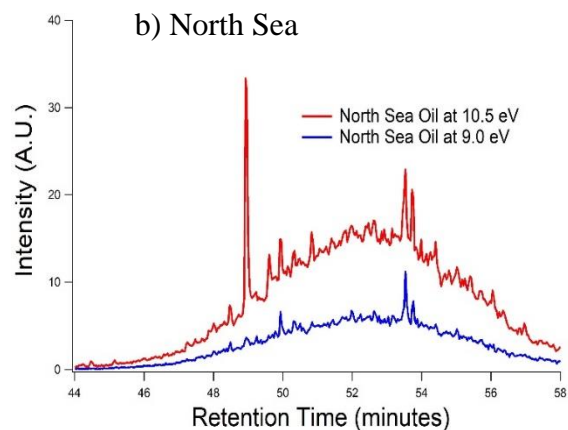 b) North Sea
40
30
20
10
0
Intensity (A.U.)
North Sea Oil at 10.5 eV
North Sea Oil at 9.0 eV
44 46 48 50 52 54 56 58
Retention Time (minutes)